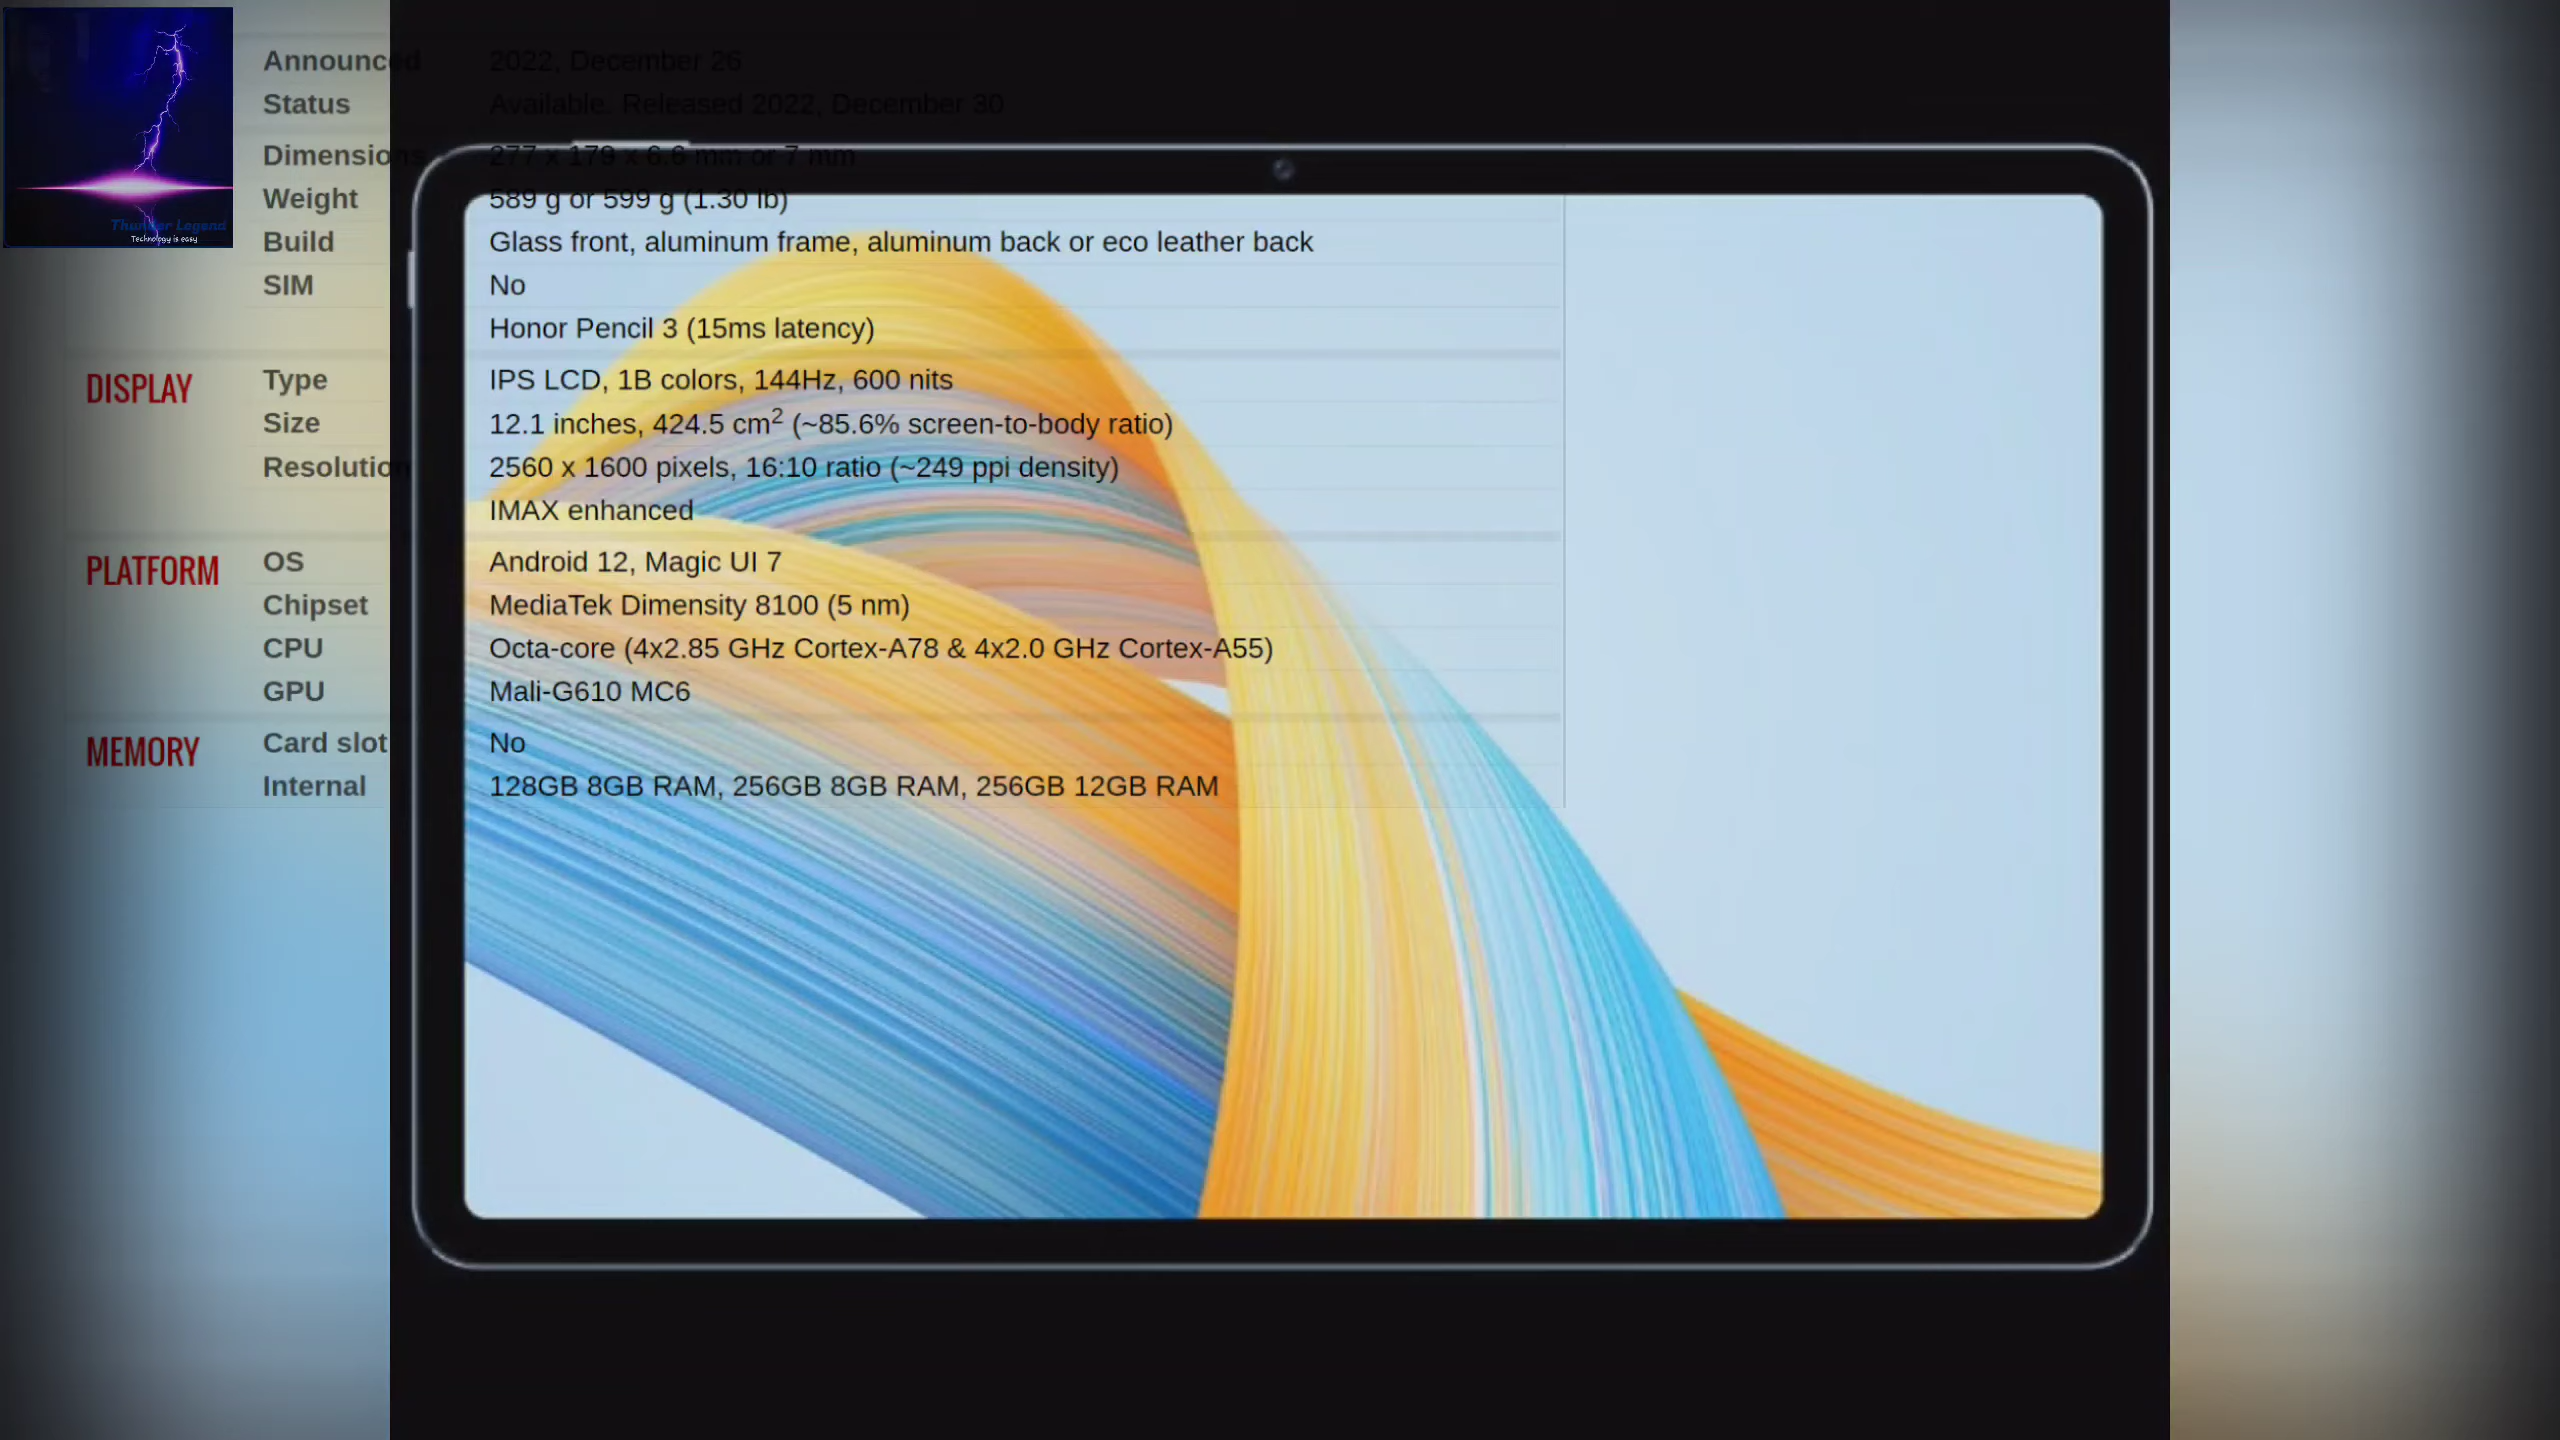 Thunder Legend
Technology is easy
Announced 2022, December 26
Status Available. Released 2022, December 30
Dimensions 277 x 179 x 6.6 mm or 7 mm
Weight 589 g or 599 g (1.30 lb)
Build Glass front, aluminum frame, aluminum back or eco leather back
SIM No
Honor Pencil 3 (15ms latency)
DISPLAY Type IPS LCD, 1B colors, 144Hz, 600 nits
Size 12.1 inches, 424.5 cm2 (~85.6% screen-to-body ratio)
Resolution 2560 x 1600 pixels, 16:10 ratio (~249 ppi density)
IMAX enhanced
PLATFORM OS Android 12, Magic UI 7
Chipset MediaTek Dimensity 8100 (5 nm)
CPU Octa-core (4x2.85 GHz Cortex-A78 & 4x2.0 GHz Cortex-A55)
GPU Mali-G610 MC6
MEMORY Card slot No
Internal 128GB 8GB RAM, 256GB 8GB RAM, 256GB 12GB RAM